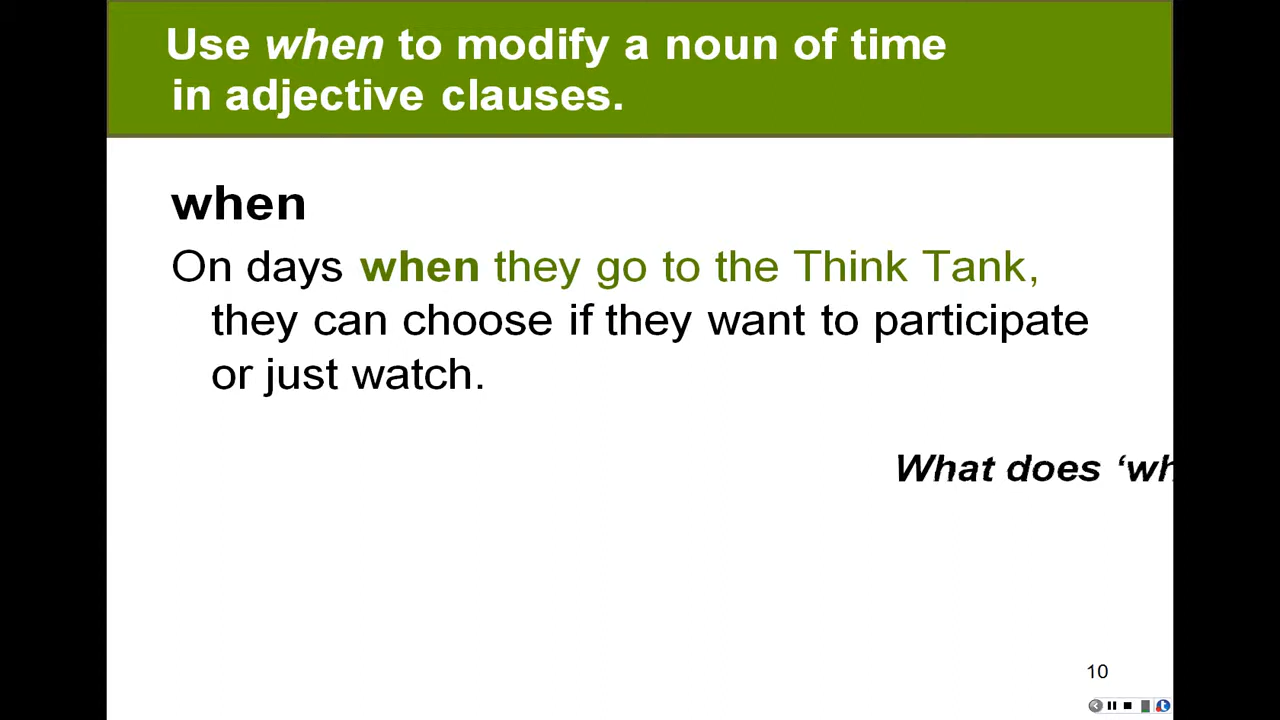 Use when to modify a noun of time
in adjective clauses.
when
On days when they go to the Think Tank,
they can choose if they want to participate
or just watch.
What does ‘wh
10